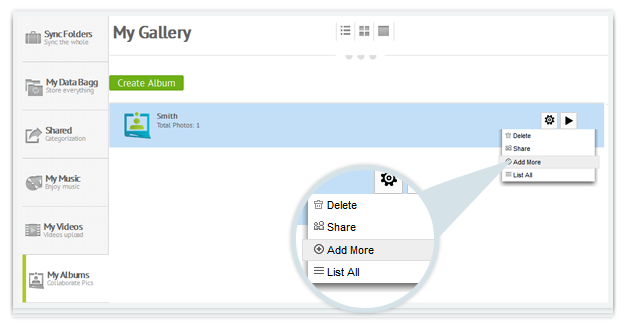 My Gallery
Sync Folders
Sync the whole
My Data Bagg
Store everything
Shared
Categorization
My Music
Enjoy music
My Videos
Videos upload
My Albums
Collaborate Pics
Create Album
Smith
Total Photos: 1
Delete
Share
Add More
List All
Delete
Share
Add More
List All